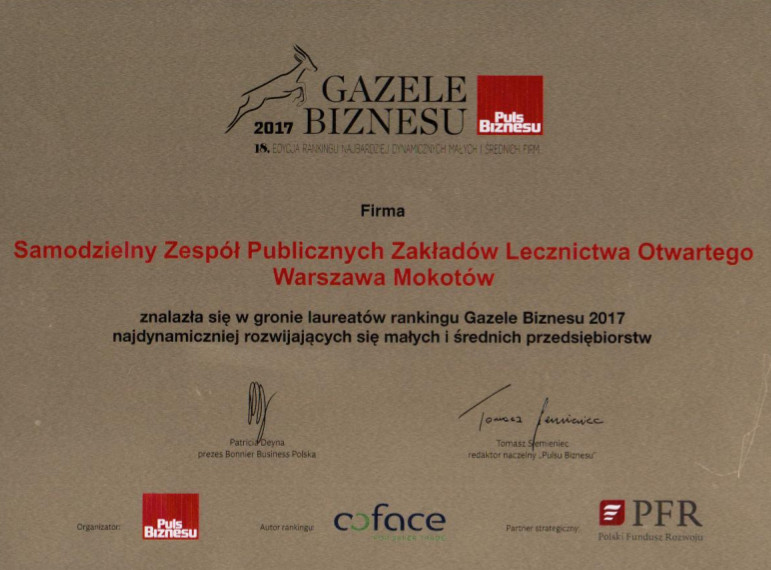 GAZELE
2017 BIZNESU
Puls
Biznesu
18. EDYCJA RANKINGU NAJBARDZIEJ DYNAMICZNYCH MAŁYCH I ŚREDNICH FIRM
Firma
Samodzielny Zespół Publicznych Zakładów Lecznictwa Otwartego
Warszawa Mokotów
znalazła się w gronie laureatów rankingu Gazele Biznesu 2017
najdynamiczniej rozwijających się małych i średnich przedsiębiorstw
Tomasz Siemieniec
Patricia Deyna
prezes Bonnier Business Polska
Tomasz Siemieniec
redaktor naczelny „Pulsu Biznesu"
Organizator:
Puls
Biznesu
Autor rankingu:
coface
Partner strategiczny:
PFR
Polski Fundusz Rozwoju